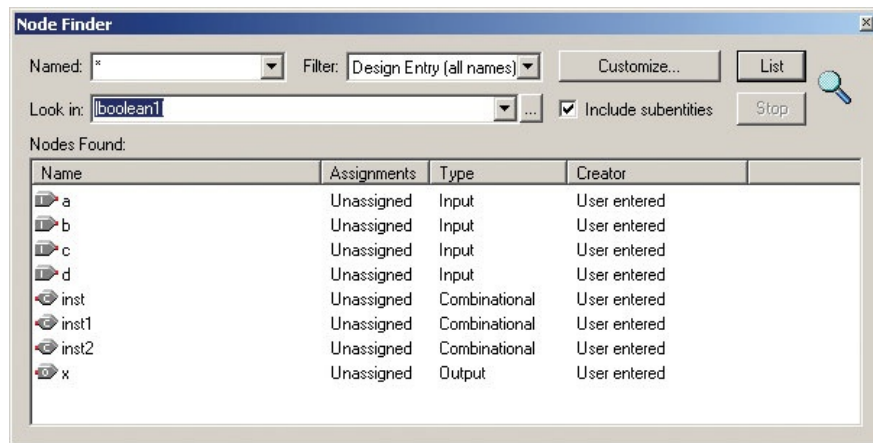 Node Finder
Named: * Filter: Design Entry (all names) Customize... List
Look in: |boolean1| ... Include subentities Stop
Nodes Found:
Name Assignments Type Creator
a Unassigned Input User entered
b Unassigned Input User entered
c Unassigned Input User entered
d Unassigned Input User entered
inst Unassigned Combinational User entered
inst1 Unassigned Combinational User entered
inst2 Unassigned Combinational User entered
x Unassigned Output User entered